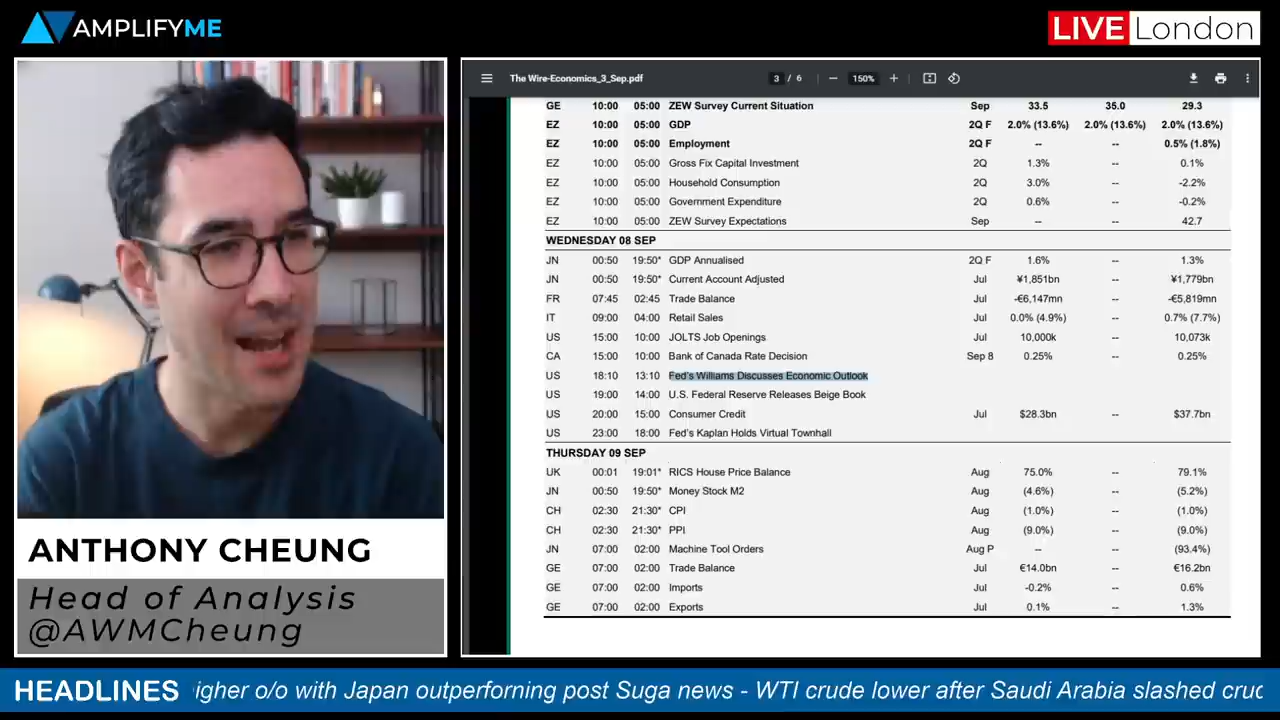 AMPLIFYME
LIVE London
The Wire-Economics_3_Sep.pdf 3 / 6 150%
GE 10:00 05:00 ZEW Survey Current Situation Sep 33.5 35.0 29.3
EZ 10:00 05:00 GDP 2Q F 2.0% (13.6%) 2.0% (13.6%) 2.0% (13.6%)
EZ 10:00 05:00 Employment 2Q F -- -- 0.5% (1.8%)
EZ 10:00 05:00 Gross Fix Capital Investment 2Q 1.3% -- 0.1%
EZ 10:00 05:00 Household Consumption 2Q 3.0% -- -2.2%
EZ 10:00 05:00 Government Expenditure 2Q 0.6% -- -0.2%
EZ 10:00 05:00 ZEW Survey Expectations Sep -- -- 42.7
WEDNESDAY 08 SEP
JN 00:50 19:50* GDP Annualised 2Q F 1.6% -- 1.3%
JN 00:50 19:50* Current Account Adjusted Jul ¥1,851bn -- ¥1,779bn
FR 07:45 02:45 Trade Balance Jul -€6,147mn -- -€5,819mn
IT 09:00 04:00 Retail Sales Jul 0.0% (4.9%) -- 0.7% (7.7%)
US 15:00 10:00 JOLTS Job Openings Jul 10,000k -- 10,073k
CA 15:00 10:00 Bank of Canada Rate Decision Sep 8 0.25% -- 0.25%
US 18:10 13:10 Fed's Williams Discusses Economic Outlook
US 19:00 14:00 U.S. Federal Reserve Releases Beige Book
US 20:00 15:00 Consumer Credit Jul $28.3bn -- $37.7bn
US 23:00 18:00 Fed's Kaplan Holds Virtual Townhall
THURSDAY 09 SEP
UK 00:01 19:01* RICS House Price Balance Aug 75.0% -- 79.1%
JN 00:50 19:50* Money Stock M2 Aug (4.6%) -- (5.2%)
CH 02:30 21:30* CPI Aug (1.0%) -- (1.0%)
CH 02:30 21:30* PPI Aug (9.0%) -- (9.0%)
JN 07:00 02:00 Machine Tool Orders Aug P -- (93.4%)
GE 07:00 02:00 Trade Balance Jul €14.0bn -- €16.2bn
GE 07:00 02:00 Imports Jul -0.2% -- 0.6%
GE 07:00 02:00 Exports Jul 0.1% -- 1.3%
ANTHONY CHEUNG
Head of Analysis
@AWMCheung
HEADLINES igher o/o with Japan outperforning post Suga news - WTI crude lower after Saudi Arabia slashed cruc